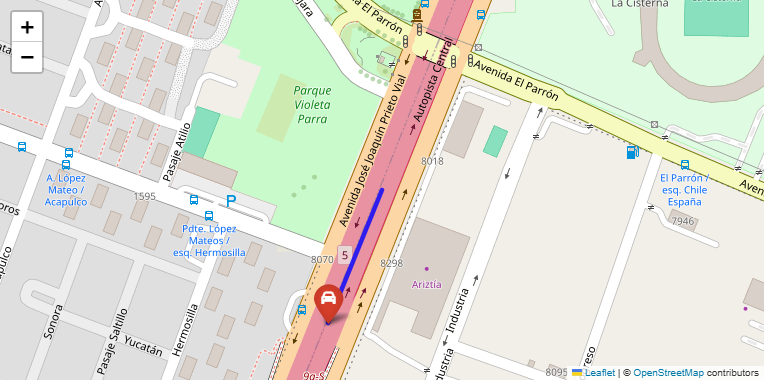 +
−
La Cisterna
Avenida El Parrón
Autopista Central
Avenida El Parrón
Parque
Violeta
Parra
Avenida José Joaquín Prieto Vial
Pasaje Atilio
8018
A. López
Mateo /
Acapulco
1595
P
El Parrón /
esq. Chile
España
7946
Pdte. López
Mateos /
esq. Hermosilla
5
8070
8298
Ariztía
Industria
Sonora
Pasaje Saltillo
Yucatán
Hermosilla
9a-S
8095
Leaflet | © OpenStreetMap contributors